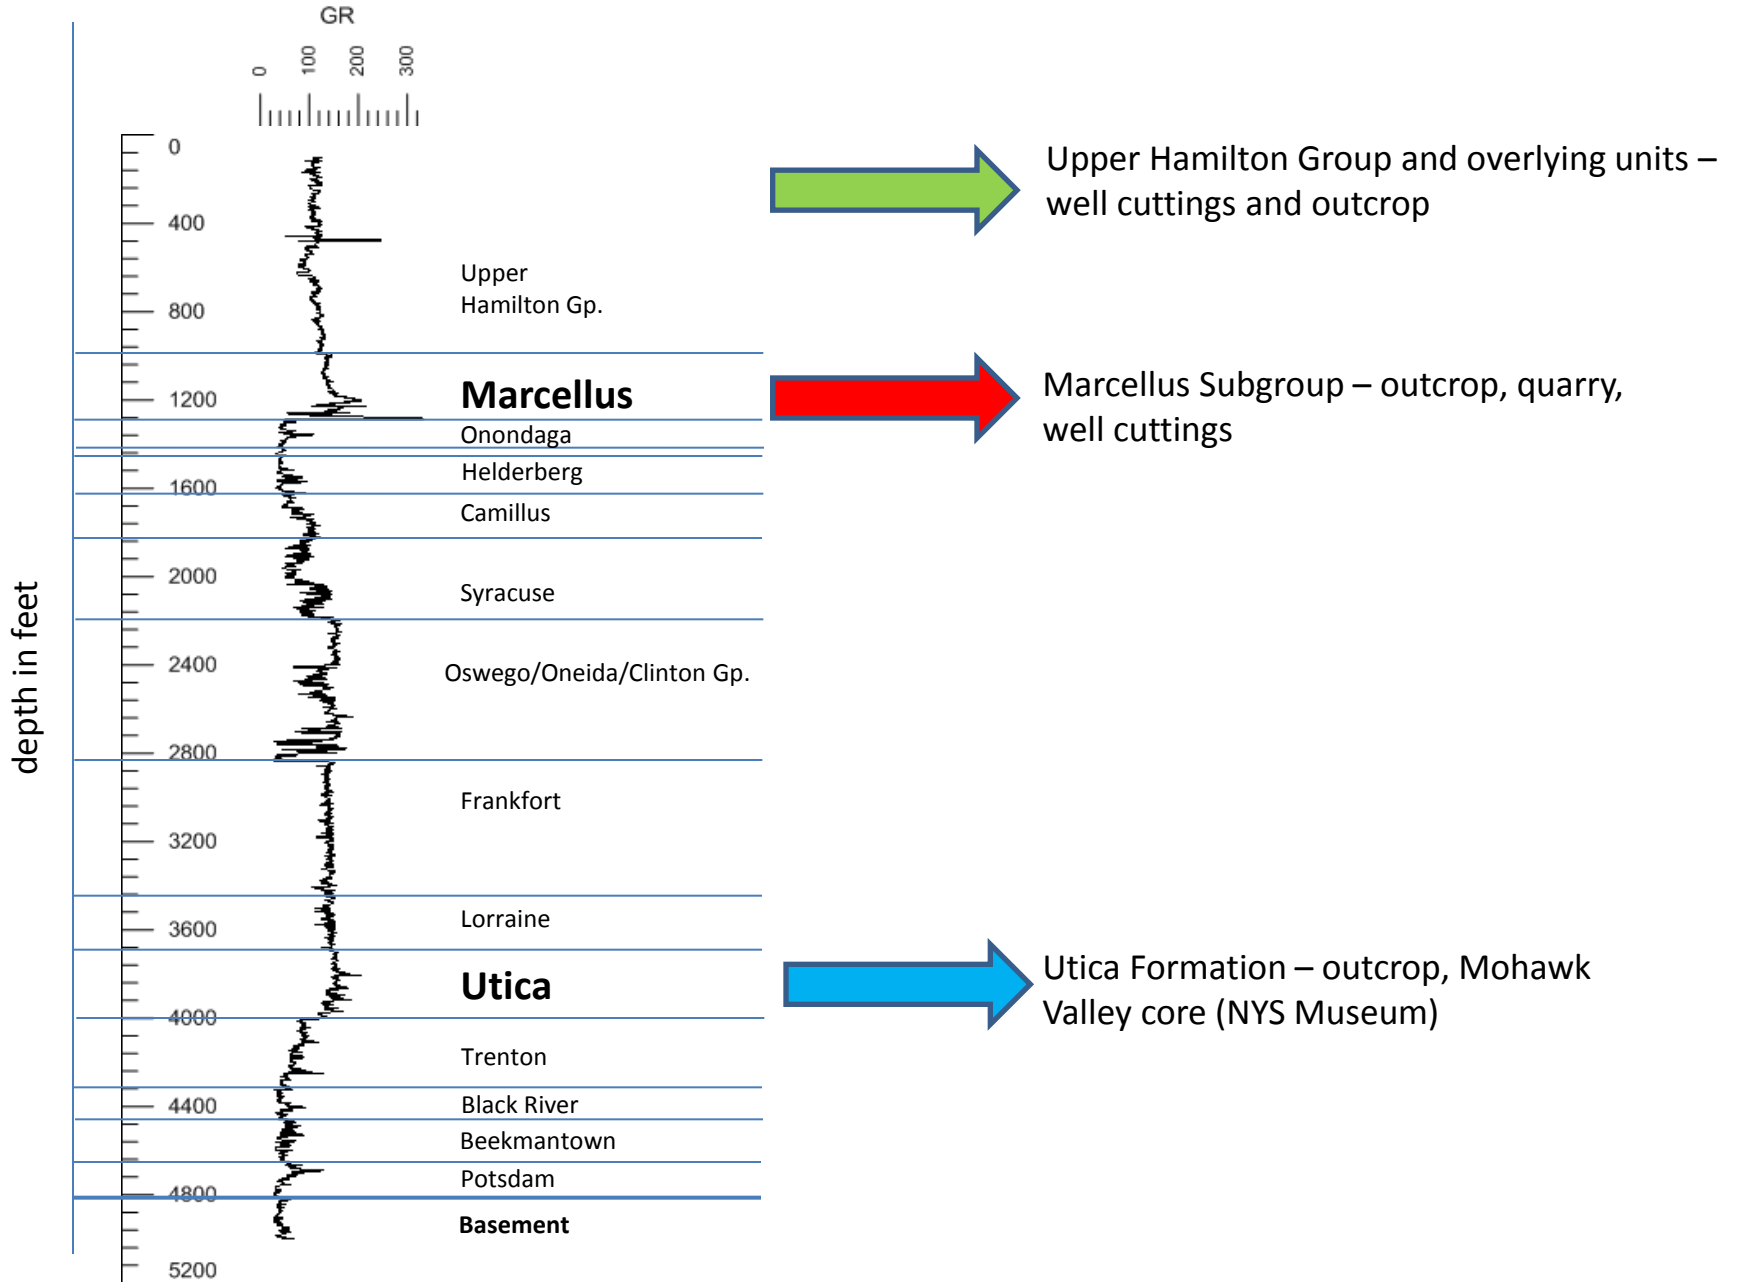 GR
0
100
200
300
0
400
800
1200
1600
2000
2400
2800
3200
3600
4000
4400
4800
5200
depth in feet
Upper
Hamilton Gp.
Marcellus
Onondaga
Helderberg
Camillus
Syracuse
Oswego/Oneida/Clinton Gp.
Frankfort
Lorraine
Utica
Trenton
Black River
Beekmantown
Potsdam
Basement
Upper Hamilton Group and overlying units –
well cuttings and outcrop
Marcellus Subgroup – outcrop, quarry,
well cuttings
Utica Formation – outcrop, Mohawk
Valley core (NYS Museum)